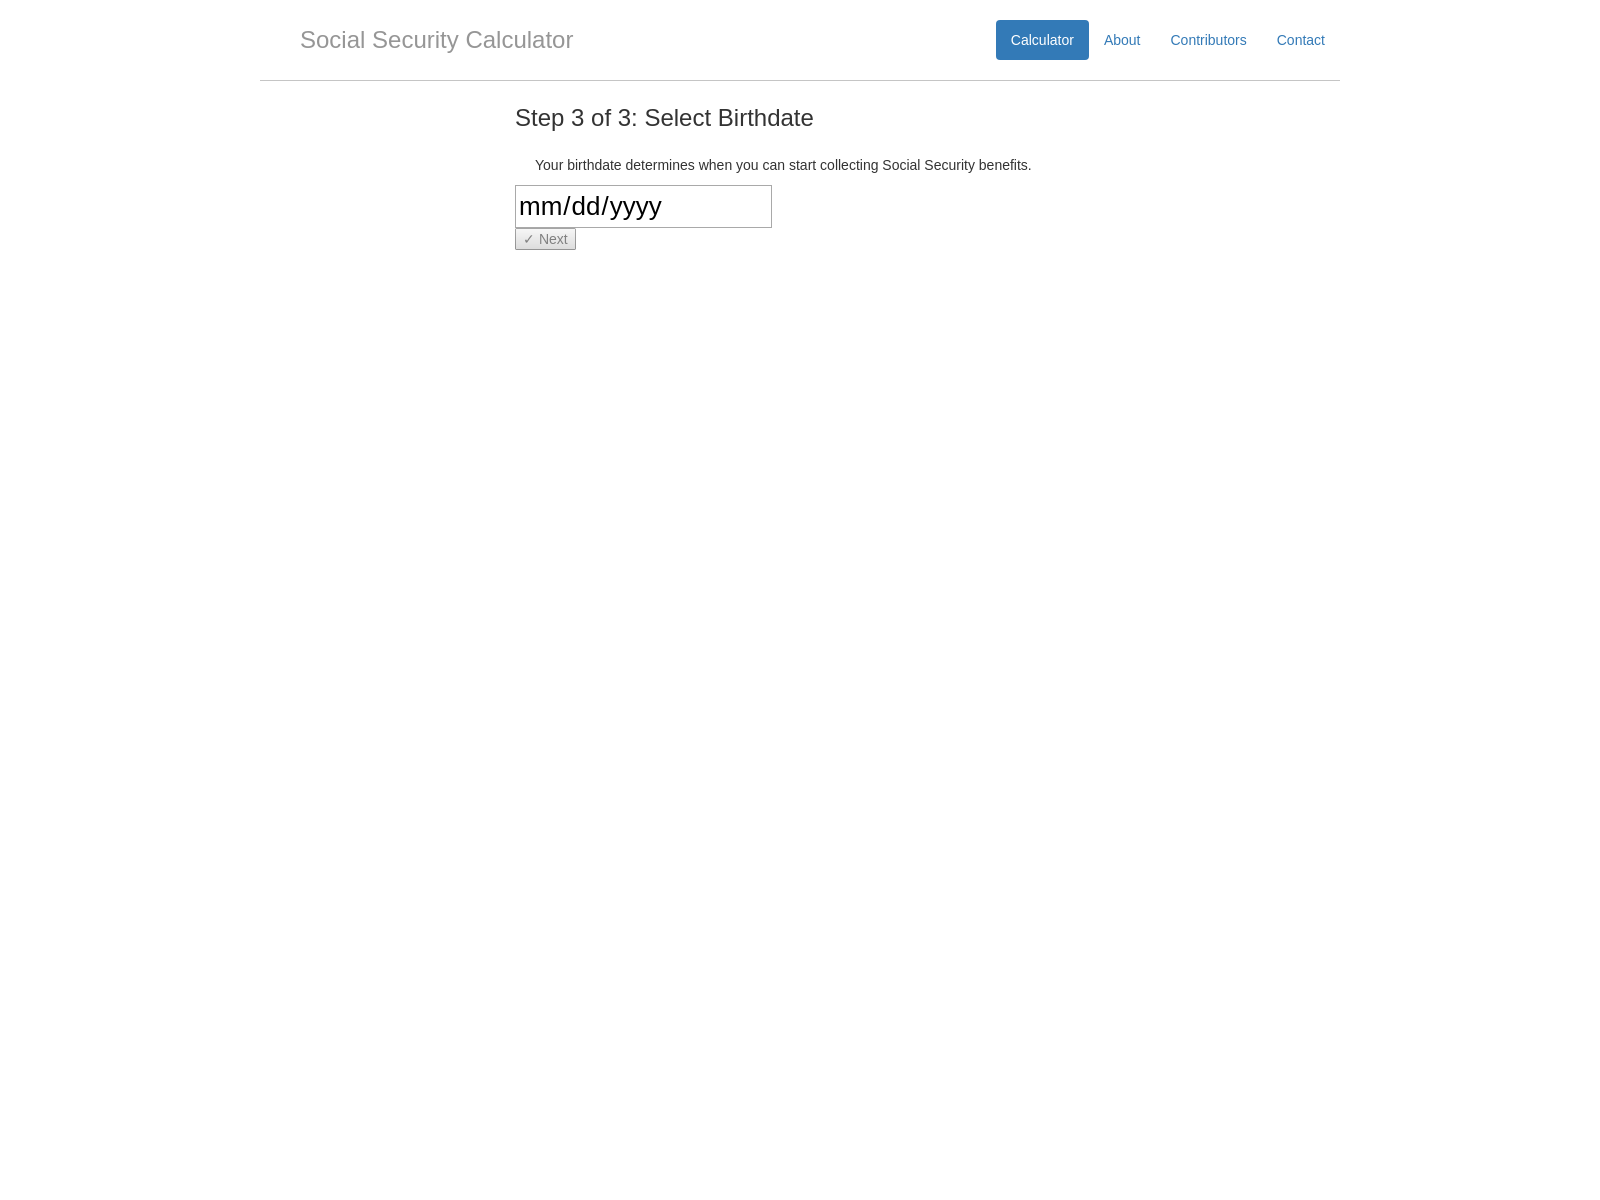 Social Security Calculator
Calculator About Contributors Contact
Step 3 of 3: Select Birthdate
Your birthdate determines when you can start collecting Social Security benefits.
mm/dd/yyyy
✓ Next